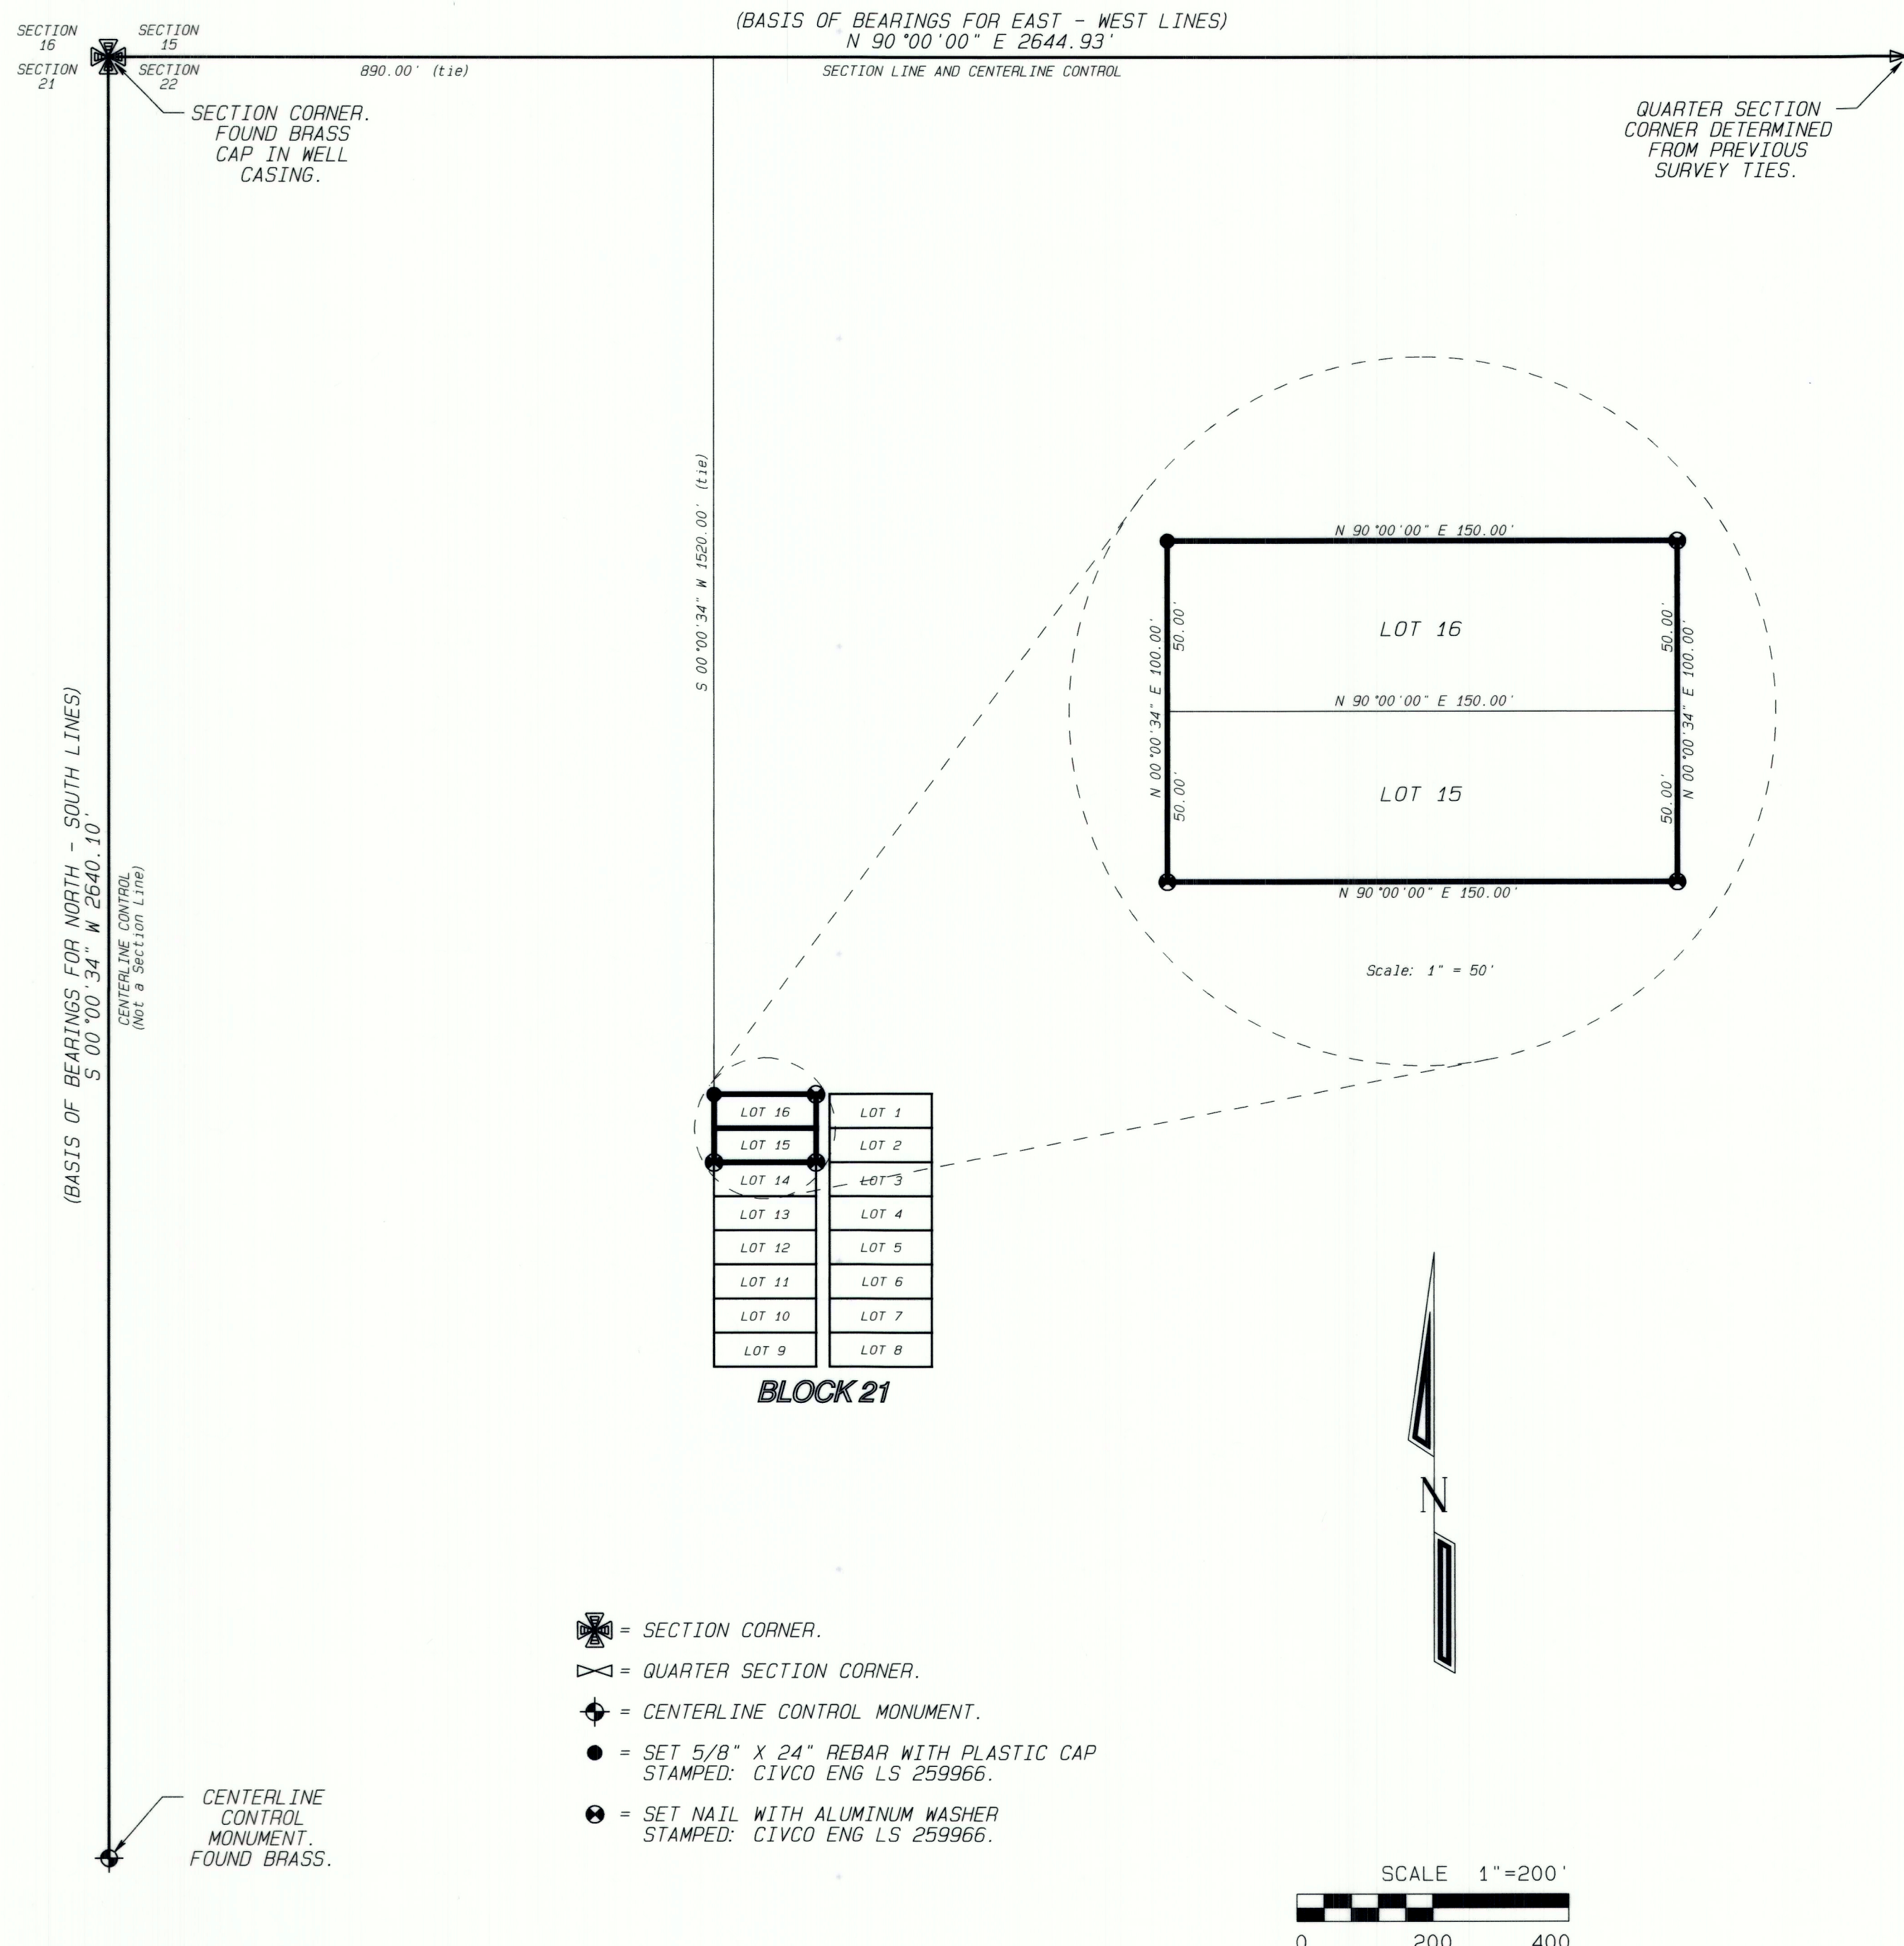 (BASIS OF BEARINGS FOR EAST - WEST LINES)
N 90°00'00" E 2644.93'
SECTION
16
SECTION
15
SECTION
21
SECTION
22
890.00' (tie)
SECTION LINE AND CENTERLINE CONTROL
SECTION CORNER.
FOUND BRASS
CAP IN WELL
CASING.
QUARTER SECTION
CORNER DETERMINED
FROM PREVIOUS
SURVEY TIES.
S 00°00'34" W 1520.00' (tie)
N 90°00'00" E 150.00'
LOT 16
50.00'
50.00'
N 00°00'34" E 100.00'
N 00°00'34" E 100.00'
N 90°00'00" E 150.00'
LOT 15
50.00'
50.00'
N 90°00'00" E 150.00'
Scale: 1" = 50'
(BASIS OF BEARINGS FOR NORTH - SOUTH LINES)
S 00°00'34" W 2640.10'
CENTERLINE CONTROL
(Not a Section Line)
LOT 16
LOT 1
LOT 15
LOT 2
LOT 14
LOT 3
LOT 13
LOT 4
LOT 12
LOT 5
LOT 11
LOT 6
LOT 10
LOT 7
LOT 9
LOT 8
BLOCK 21
N
= SECTION CORNER.
= QUARTER SECTION CORNER.
= CENTERLINE CONTROL MONUMENT.
= SET 5/8" X 24" REBAR WITH PLASTIC CAP
STAMPED: CIVCO ENG LS 259966.
= SET NAIL WITH ALUMINUM WASHER
STAMPED: CIVCO ENG LS 259966.
CENTERLINE
CONTROL
MONUMENT.
FOUND BRASS.
SCALE 1"=200'
0 200 400